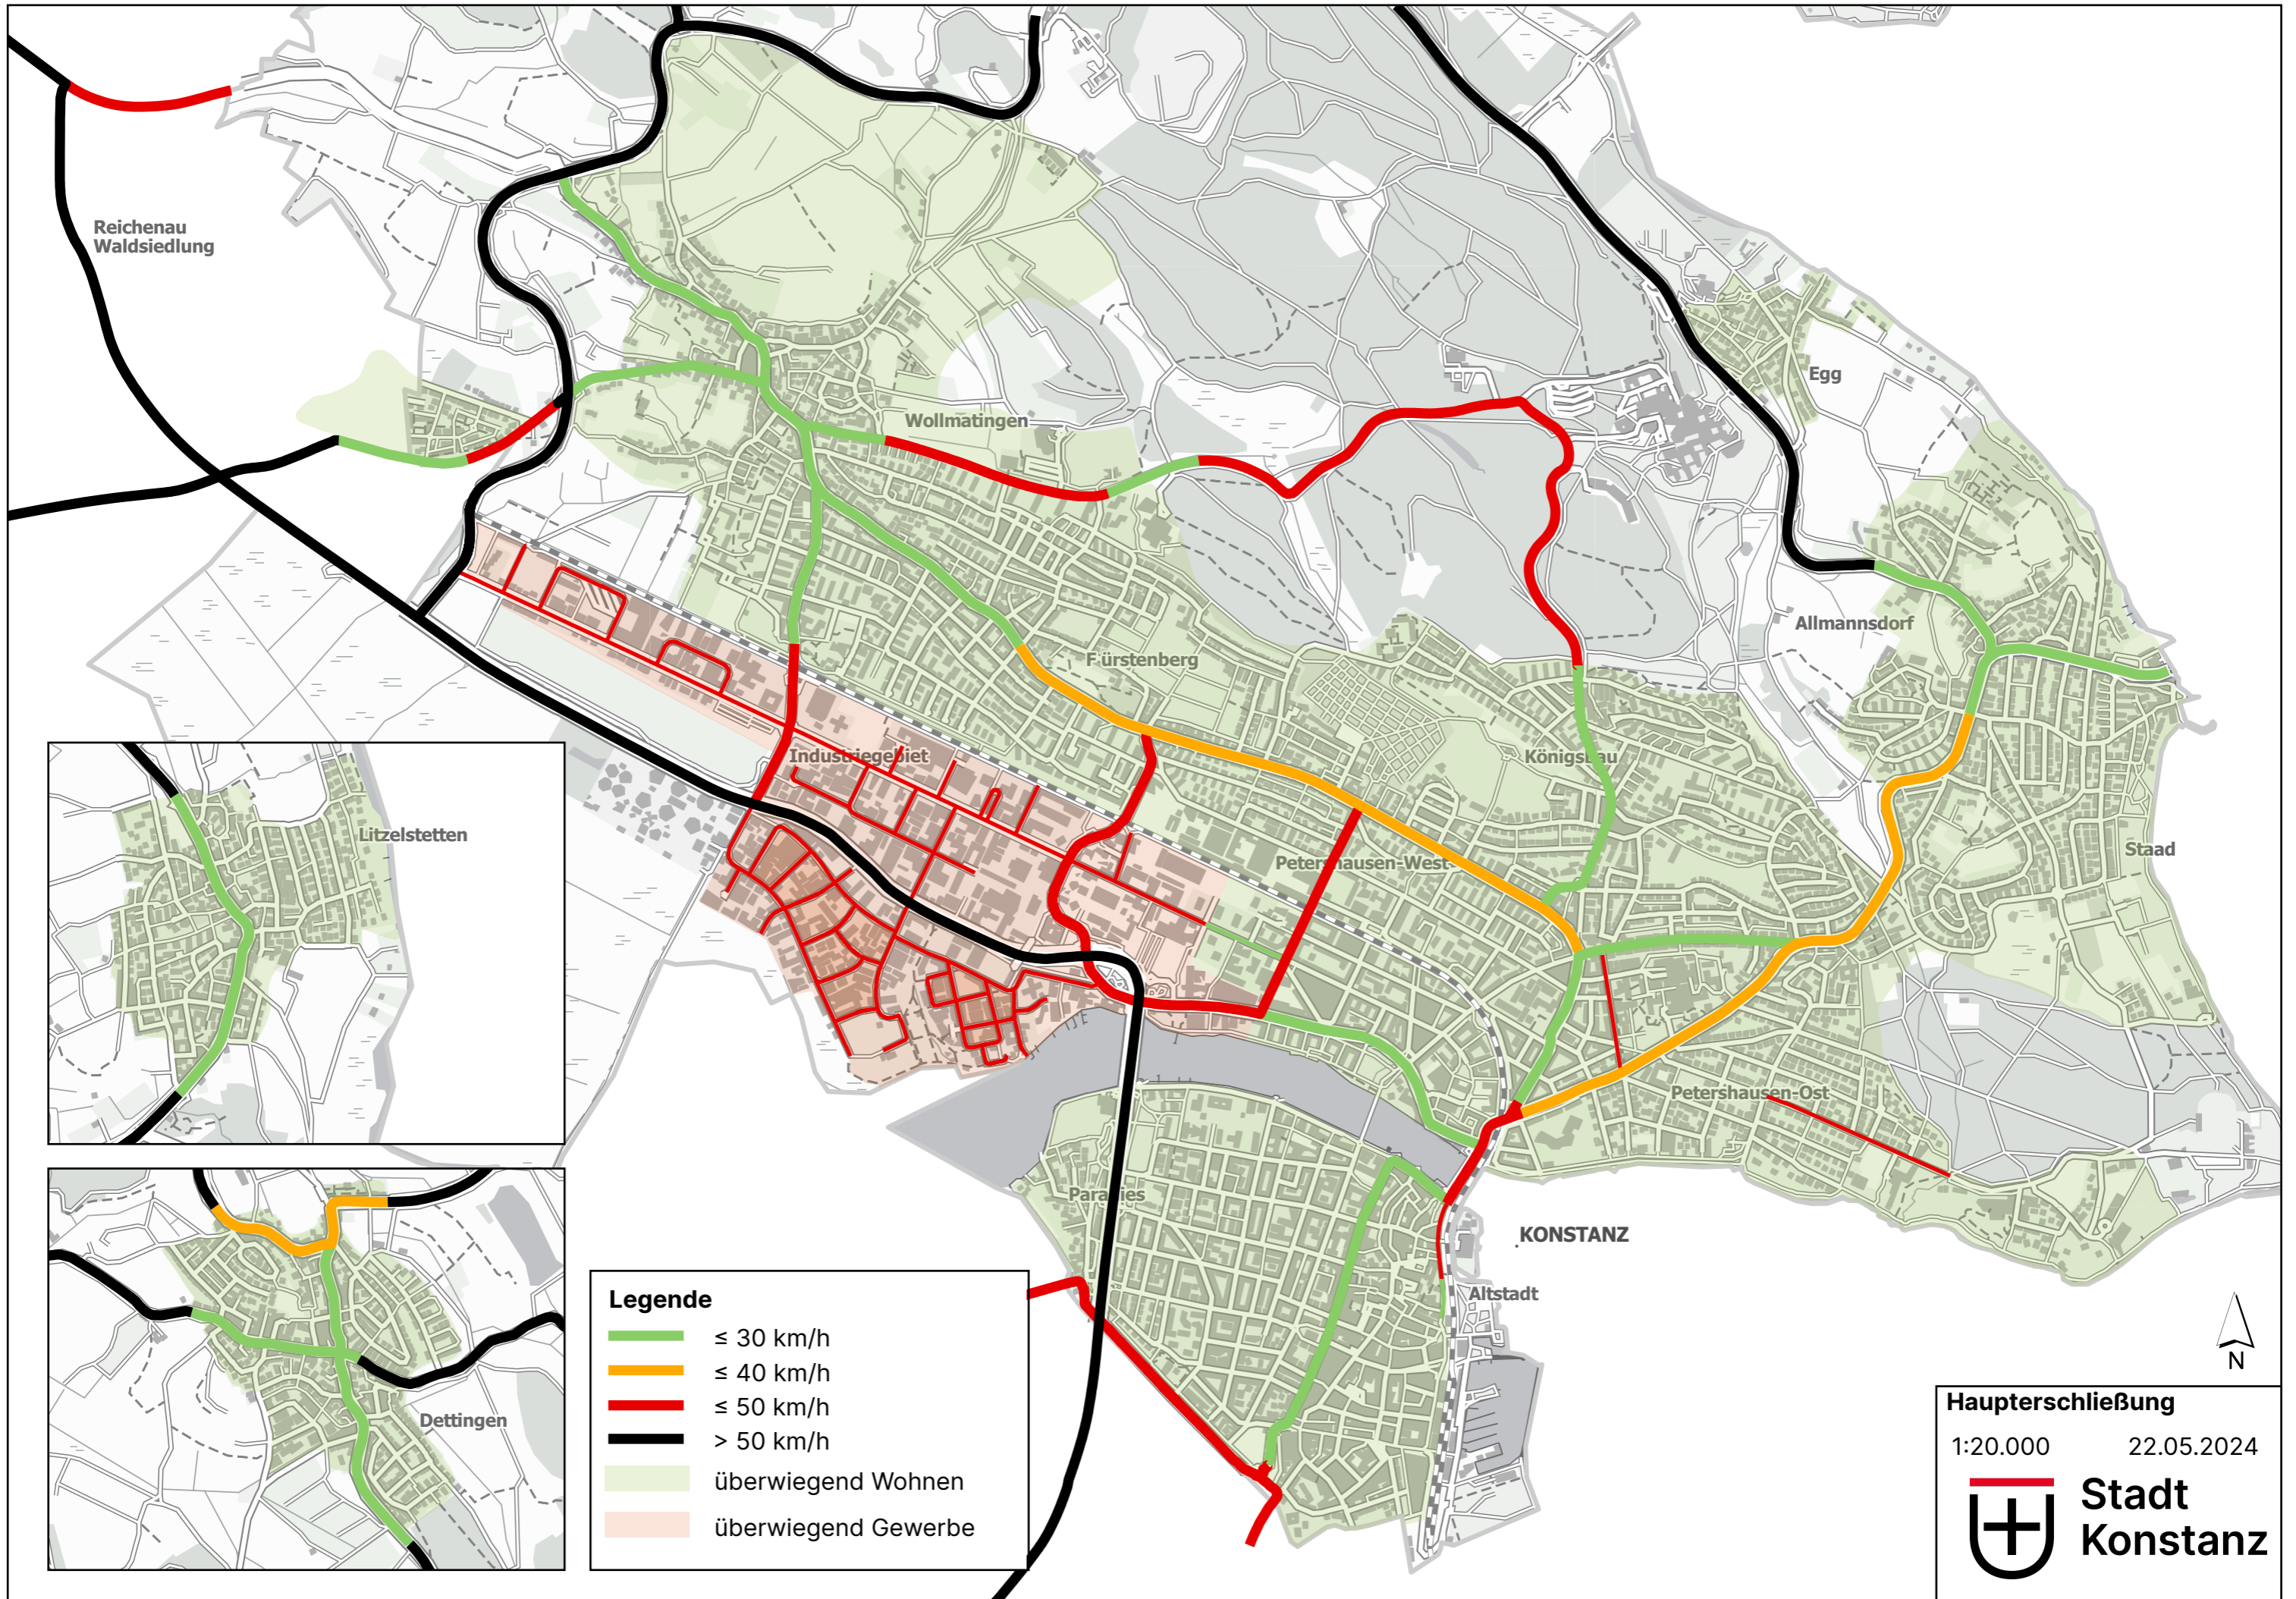 Reichenau
Waldsiedlung
Wollmatingen
Egg
Allmannsdorf
Fürstenberg
Industriegebiet
Königsbau
Petershausen-West
Staad
Litzelstetten
Petershausen-Ost
Paradies
KONSTANZ
Altstadt
Dettingen
Legende
≤ 30 km/h
≤ 40 km/h
≤ 50 km/h
> 50 km/h
überwiegend Wohnen
überwiegend Gewerbe
N
Haupterschließung
1:20.000 22.05.2024
Stadt
Konstanz